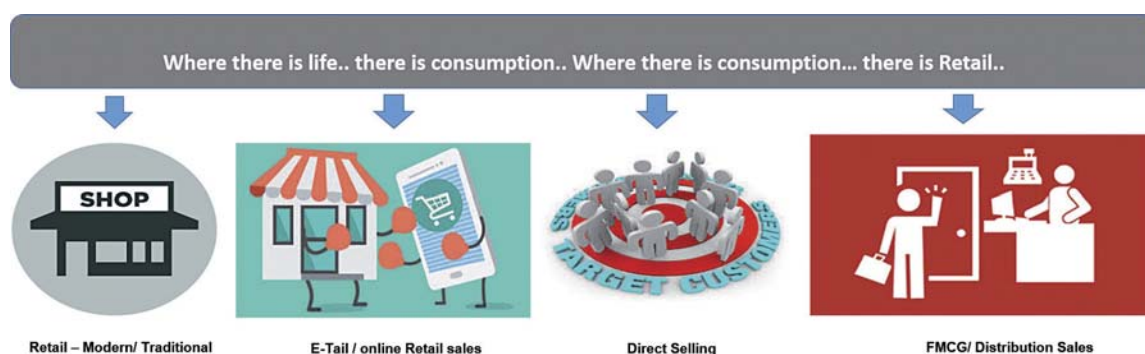 Where there is life.. there is consumption.. Where there is consumption... there is Retail..
SHOP
TARGET CUSTOMERS
Retail – Modern/ Traditional
E-Tail / online Retail sales
Direct Selling
FMCG/ Distribution Sales